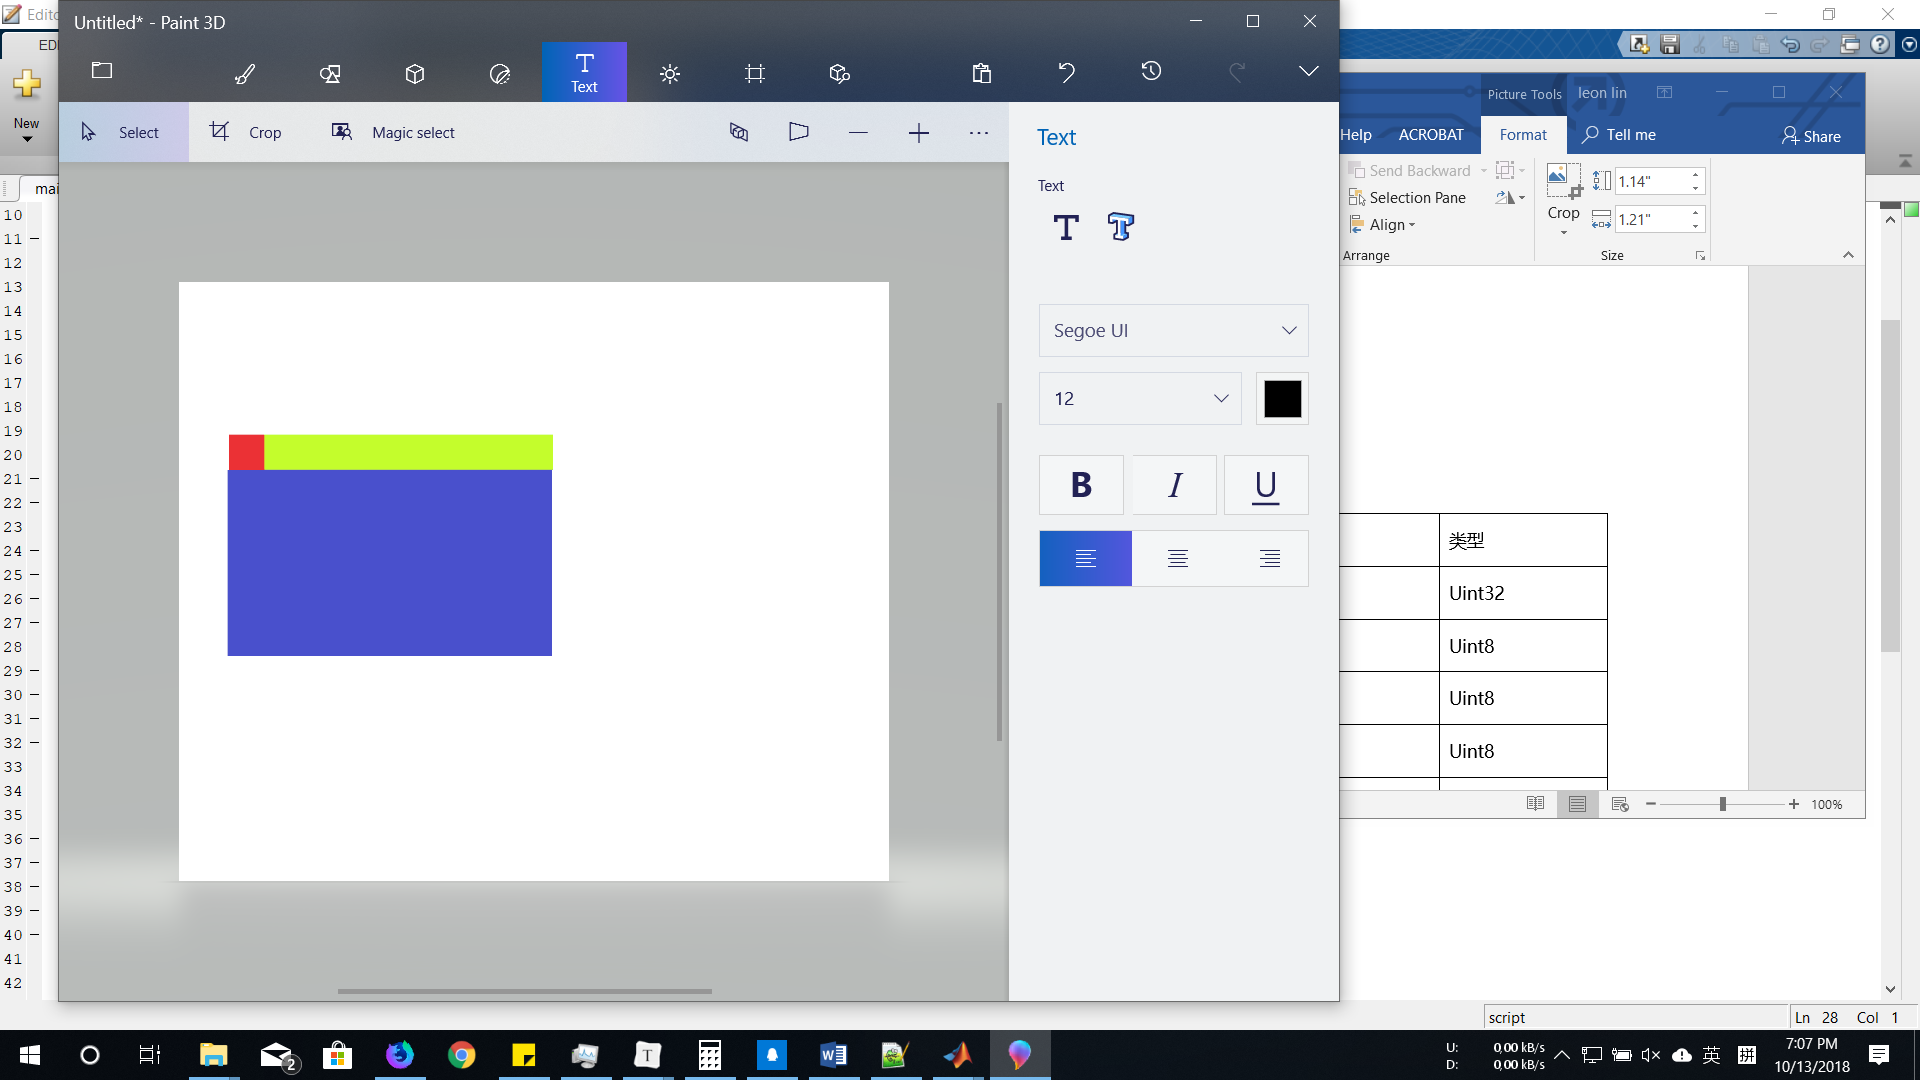 Edito
Untitled* - Paint 3D
EDI
Text
New
Select
Crop
Magic select
Text
Text
Segoe UI
12
B
I
U
Picture Tools
leon lin
Help
ACROBAT
Format
Tell me
Share
Send Backward
Selection Pane
Align
Arrange
Crop
1.14"
1.21"
Size
mai
10
11
12
13
14
15
16
17
18
19
20
21
22
23
24
25
26
27
28
29
30
31
32
33
34
35
36
37
38
39
40
41
42
类型
Uint32
Uint8
Uint8
Uint8
100%
script
Ln 28 Col 1
2
U: 0,00 kB/s
D: 0,00 kB/s
英
拼
7:07 PM
10/13/2018